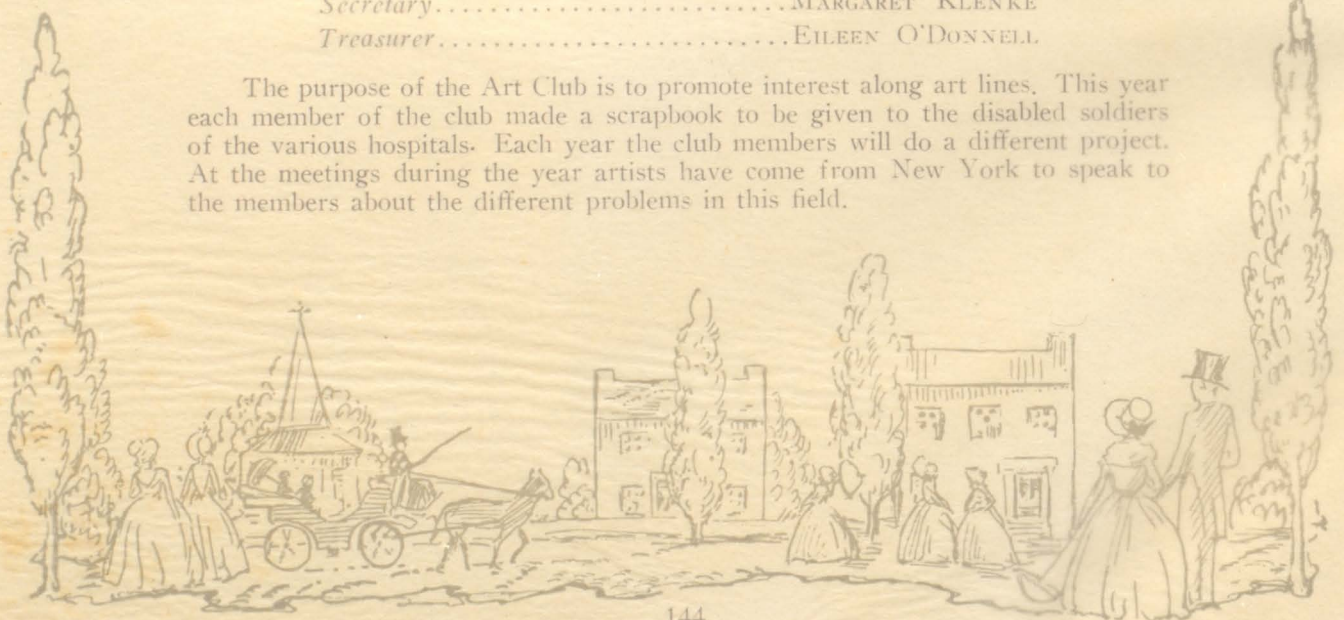 Secretary............................MARGARET KLENKE
Treasurer............................EILEEN O'DONNELL
The purpose of the Art Club is to promote interest along art lines. This year
each member of the club made a scrapbook to be given to the disabled soldiers
of the various hospitals. Each year the club members will do a different project.
At the meetings during the year artists have come from New York to speak to
the members about the different problems in this field.
144